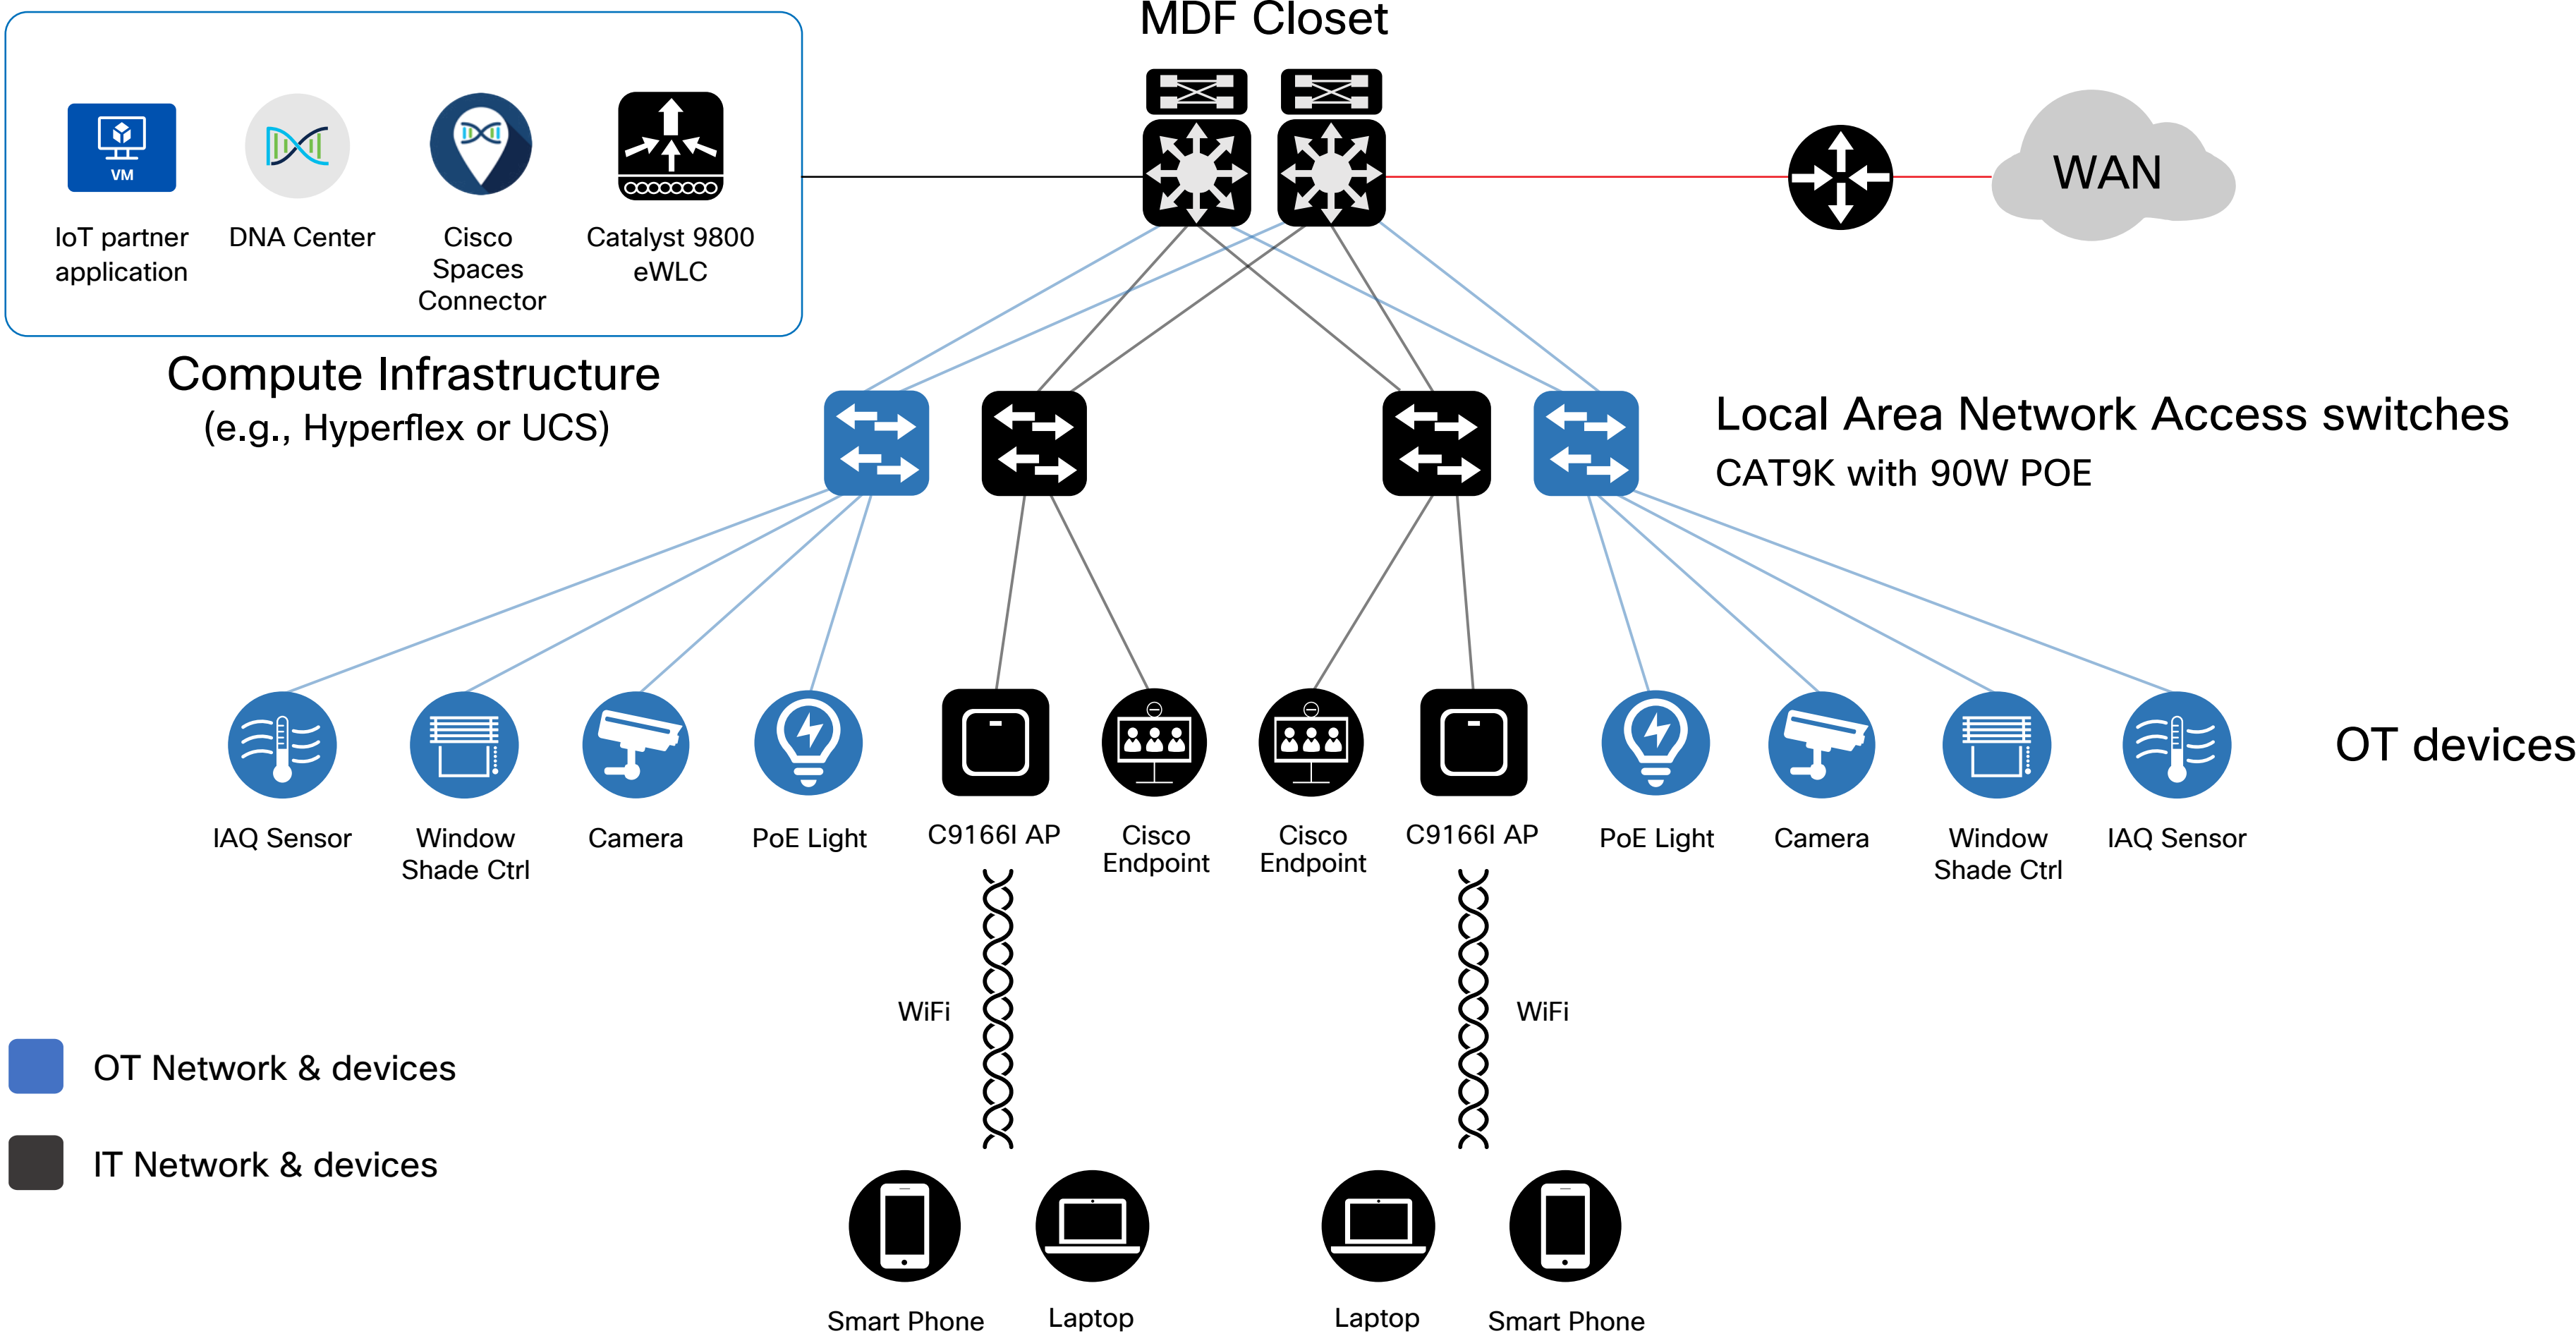 MDF Closet
VM
IoT partner
application
DNA Center
Cisco
Spaces
Connector
Catalyst 9800
eWLC
WAN
Compute Infrastructure
(e.g., Hyperflex or UCS)
Local Area Network Access switches
CAT9K with 90W POE
OT devices
IAQ Sensor
Window
Shade Ctrl
Camera
PoE Light
C9166I AP
Cisco
Endpoint
Cisco
Endpoint
C9166I AP
PoE Light
Camera
Window
Shade Ctrl
IAQ Sensor
WiFi
WiFi
OT Network & devices
IT Network & devices
Smart Phone
Laptop
Laptop
Smart Phone